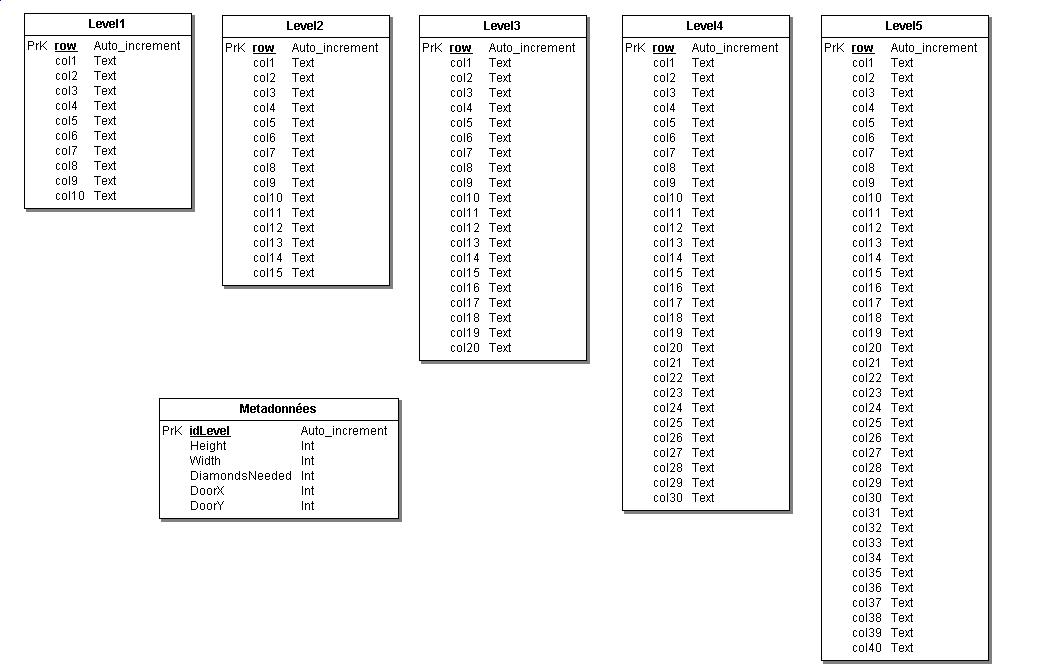 Level1
PrK row Auto_increment
col1 Text
col2 Text
col3 Text
col4 Text
col5 Text
col6 Text
col7 Text
col8 Text
col9 Text
col10 Text
Level2
PrK row Auto_increment
col1 Text
col2 Text
col3 Text
col4 Text
col5 Text
col6 Text
col7 Text
col8 Text
col9 Text
col10 Text
col11 Text
col12 Text
col13 Text
col14 Text
col15 Text
Level3
PrK row Auto_increment
col1 Text
col2 Text
col3 Text
col4 Text
col5 Text
col6 Text
col7 Text
col8 Text
col9 Text
col10 Text
col11 Text
col12 Text
col13 Text
col14 Text
col15 Text
col16 Text
col17 Text
col18 Text
col19 Text
col20 Text
Level4
PrK row Auto_increment
col1 Text
col2 Text
col3 Text
col4 Text
col5 Text
col6 Text
col7 Text
col8 Text
col9 Text
col10 Text
col11 Text
col12 Text
col13 Text
col14 Text
col15 Text
col16 Text
col17 Text
col18 Text
col19 Text
col20 Text
col21 Text
col22 Text
col23 Text
col24 Text
col25 Text
col26 Text
col27 Text
col28 Text
col29 Text
col30 Text
Level5
PrK row Auto_increment
col1 Text
col2 Text
col3 Text
col4 Text
col5 Text
col6 Text
col7 Text
col8 Text
col9 Text
col10 Text
col11 Text
col12 Text
col13 Text
col14 Text
col15 Text
col16 Text
col17 Text
col18 Text
col19 Text
col20 Text
col21 Text
col22 Text
col23 Text
col24 Text
col25 Text
col26 Text
col27 Text
col28 Text
col29 Text
col30 Text
col31 Text
col32 Text
col33 Text
col34 Text
col35 Text
col36 Text
col37 Text
col38 Text
col39 Text
col40 Text
Metadonnées
PrK idLevel Auto_increment
Height Int
Width Int
DiamondsNeeded Int
DoorX Int
DoorY Int